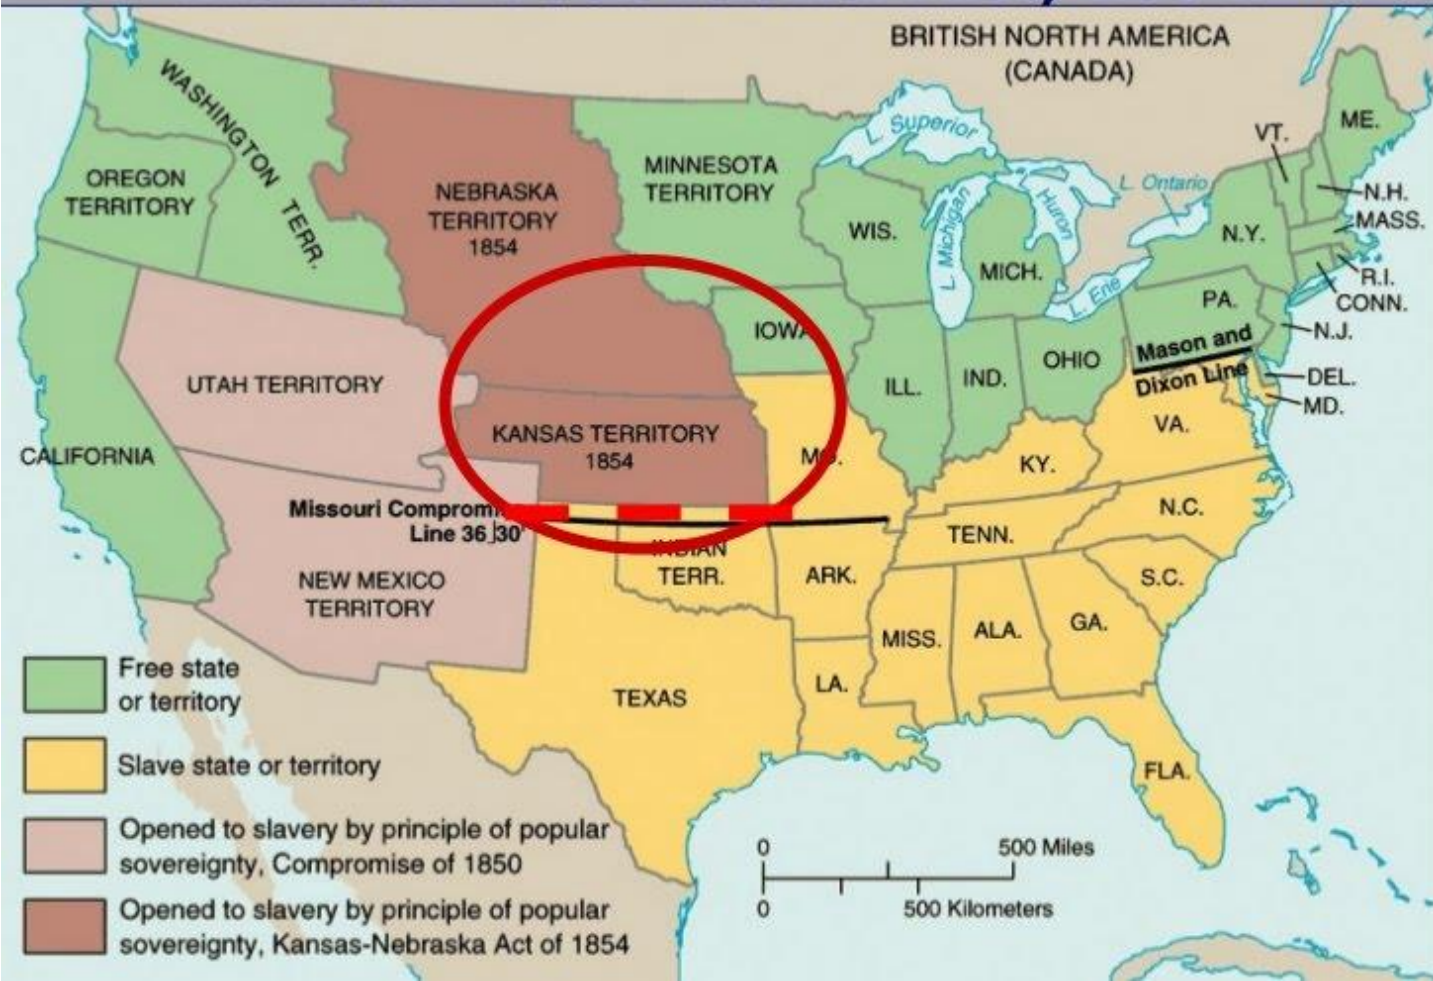 BRITISH NORTH AMERICA
(CANADA)
WASHINGTON TERR.
OREGON
TERRITORY
NEBRASKA
TERRITORY
1854
MINNESOTA
TERRITORY
L. Superior
L. Michigan
L. Huron
L. Ontario
L. Erie
WIS.
MICH.
VT.
ME.
N.H.
MASS.
N.Y.
R.I.
CONN.
PA.
N.J.
Mason and
Dixon Line
DEL.
MD.
IOWA
ILL.
IND.
OHIO
UTAH TERRITORY
KANSAS TERRITORY
1854
MO.
KY.
VA.
CALIFORNIA
Missouri Comprom
Line 36 30'
INDIAN
TERR.
ARK.
TENN.
N.C.
S.C.
NEW MEXICO
TERRITORY
MISS.
ALA.
GA.
TEXAS
LA.
FLA.
Free state
or territory
Slave state or territory
Opened to slavery by principle of popular
sovereignty, Compromise of 1850
Opened to slavery by principle of popular
sovereignty, Kansas-Nebraska Act of 1854
0
500 Miles
0
500 Kilometers